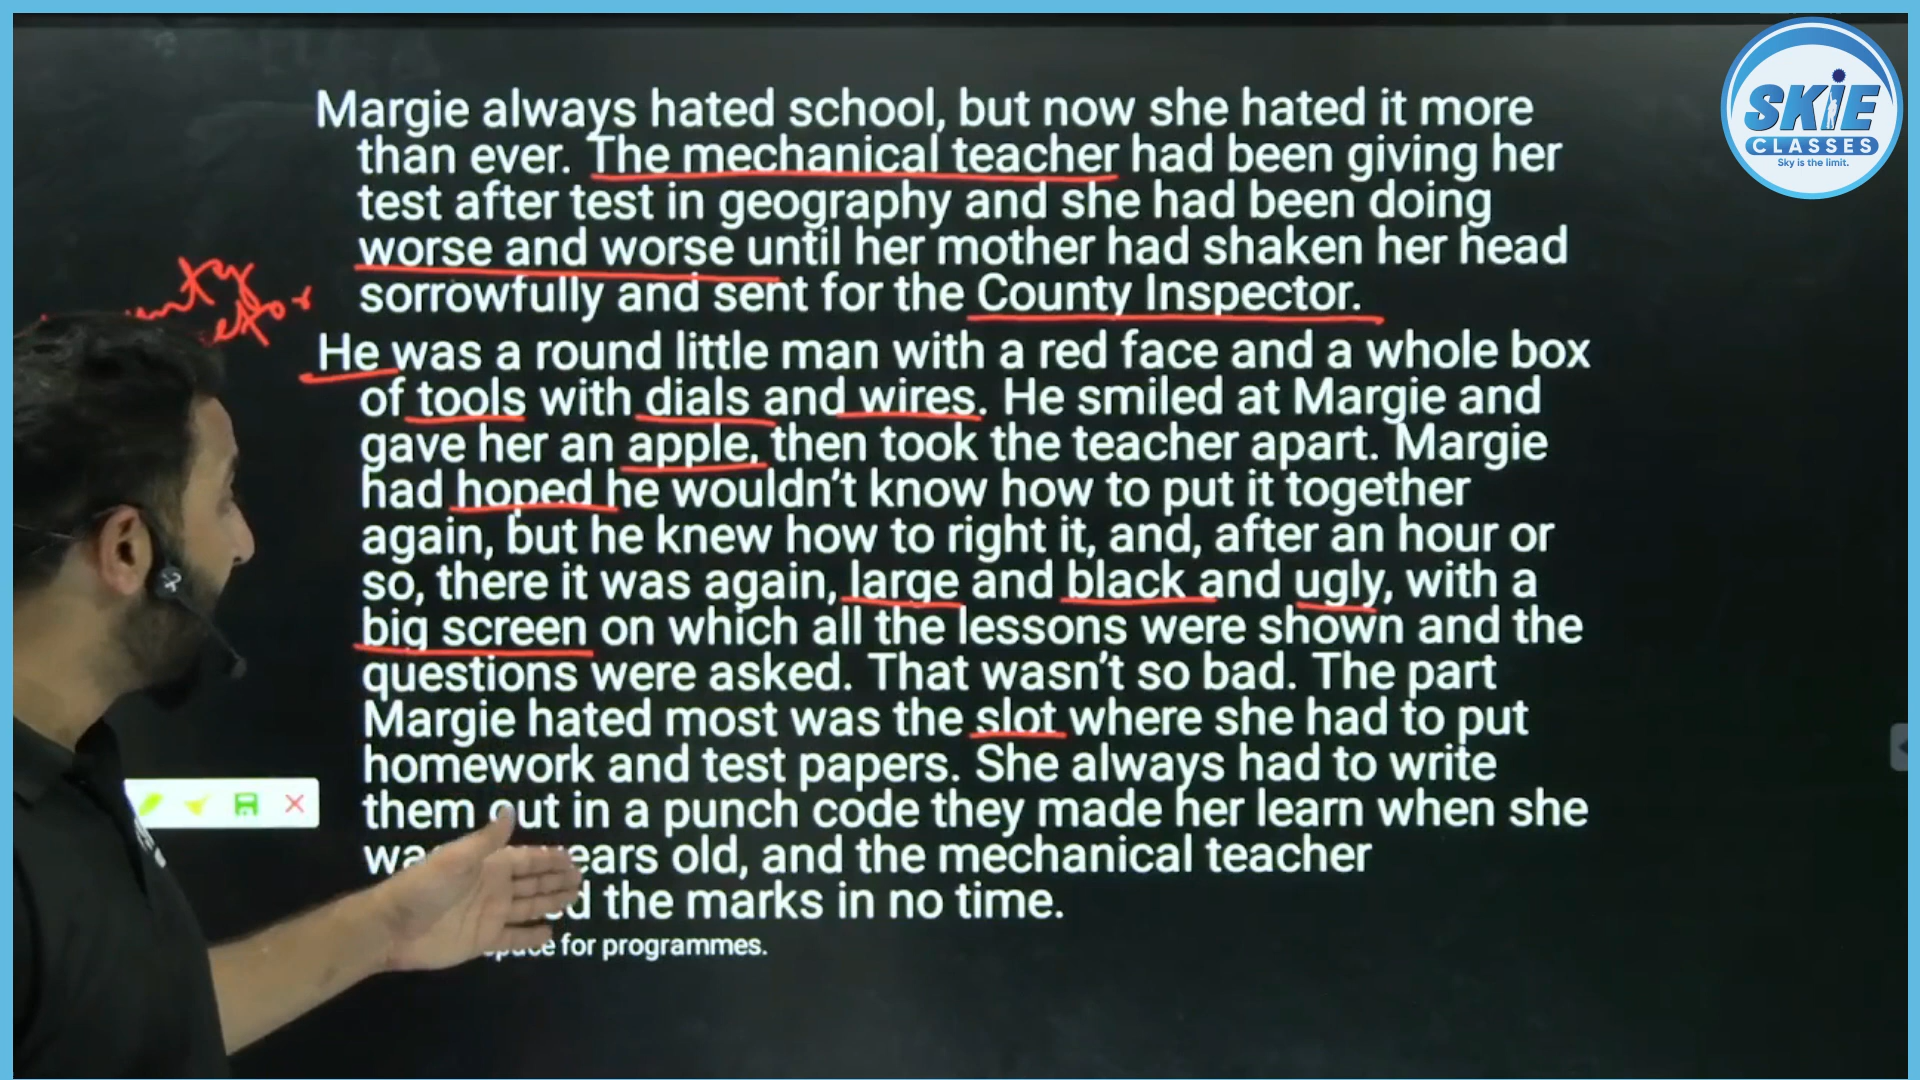 SKIE
CLASSES
Sky is the limit.
Margie always hated school, but now she hated it more
than ever. The mechanical teacher had been giving her
test after test in geography and she had been doing
worse and worse until her mother had shaken her head
sorrowfully and sent for the County Inspector.
He was a round little man with a red face and a whole box
of tools with dials and wires. He smiled at Margie and
gave her an apple, then took the teacher apart. Margie
had hoped he wouldn't know how to put it together
again, but he knew how to right it, and, after an hour or
so, there it was again, large and black and ugly, with a
big screen on which all the lessons were shown and the
questions were asked. That wasn't so bad. The part
Margie hated most was the slot where she had to put
homework and test papers. She always had to write
them out in a punch code they made her learn when she
old, and the mechanical teacher
the marks in no time.
space for programmes.